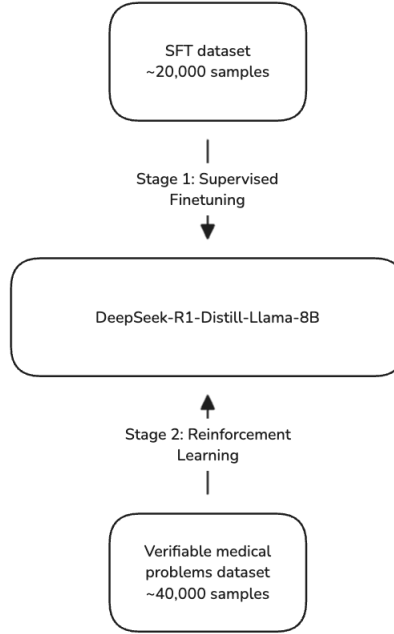 SFT dataset
~20,000 samples
Stage 1: Supervised
Finetuning
DeepSeek-R1-Distill-Llama-8B
Stage 2: Reinforcement
Learning
Verifiable medical
problems dataset
~40,000 samples